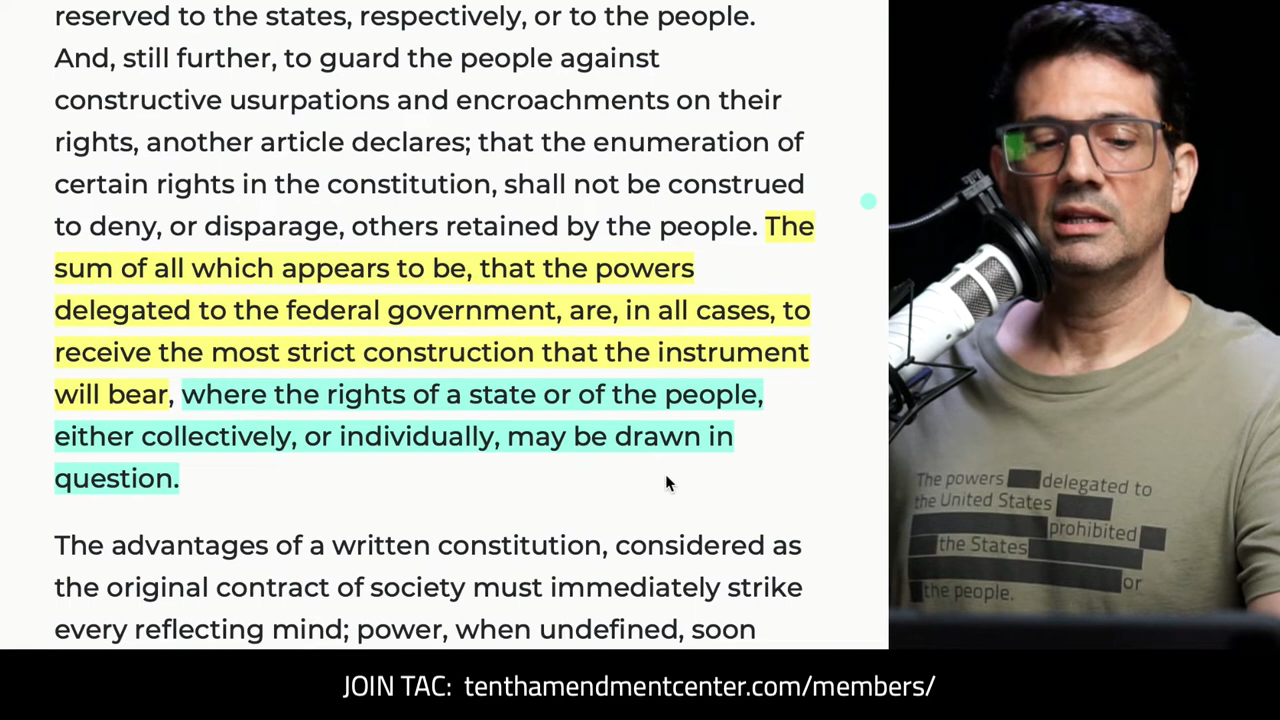 reserved to the states, respectively, or to the people.
And, still further, to guard the people against
constructive usurpations and encroachments on their
rights, another article declares; that the enumeration of
certain rights in the constitution, shall not be construed
to deny, or disparage, others retained by the people. The
sum of all which appears to be, that the powers
delegated to the federal government, are, in all cases, to
receive the most strict construction that the instrument
will bear, where the rights of a state or of the people,
either collectively, or individually, may be drawn in
question.
The advantages of a written constitution, considered as
the original contract of society must immediately strike
every reflecting mind; power, when undefined, soon
The powers delegated to
the United States
prohibited
the States
or
the people.
JOIN TAC: tenthamendmentcenter.com/members/